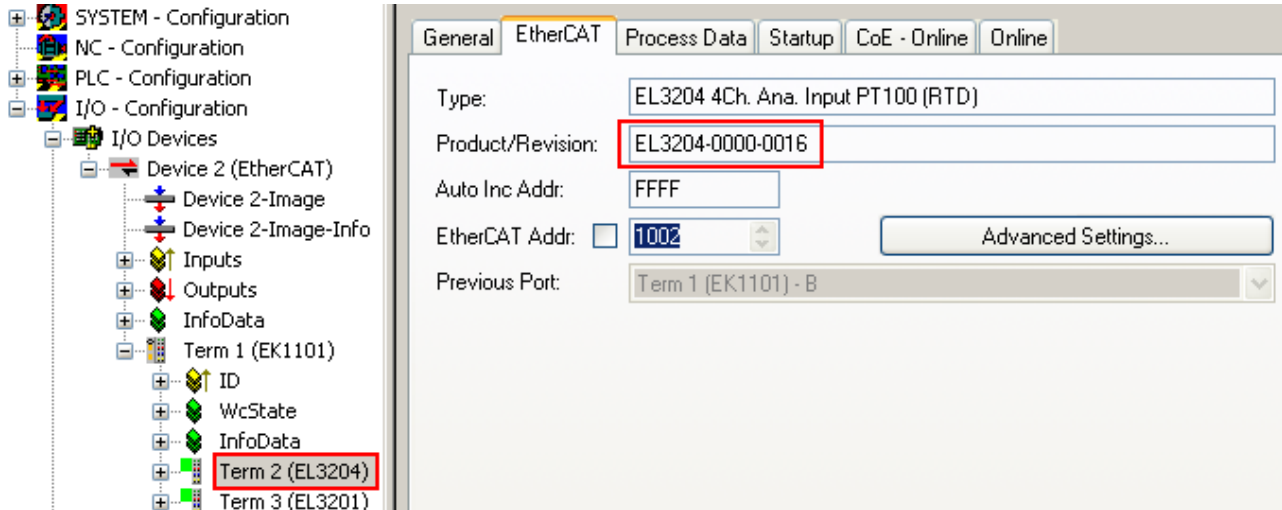 SYSTEM - Configuration
NC - Configuration
PLC - Configuration
I/O - Configuration
I/O Devices
Device 2 (EtherCAT)
Device 2-Image
Device 2-Image-Info
Inputs
Outputs
InfoData
Term 1 (EK1101)
ID
WcState
InfoData
Term 2 (EL3204)
Term 3 (EL3201)
General EtherCAT Process Data Startup CoE - Online Online
Type: EL3204 4Ch. Ana. Input PT100 (RTD)
Product/Revision: EL3204-0000-0016
Auto Inc Addr: FFFF
EtherCAT Addr: 1002 Advanced Settings...
Previous Port: Term 1 (EK1101) - B